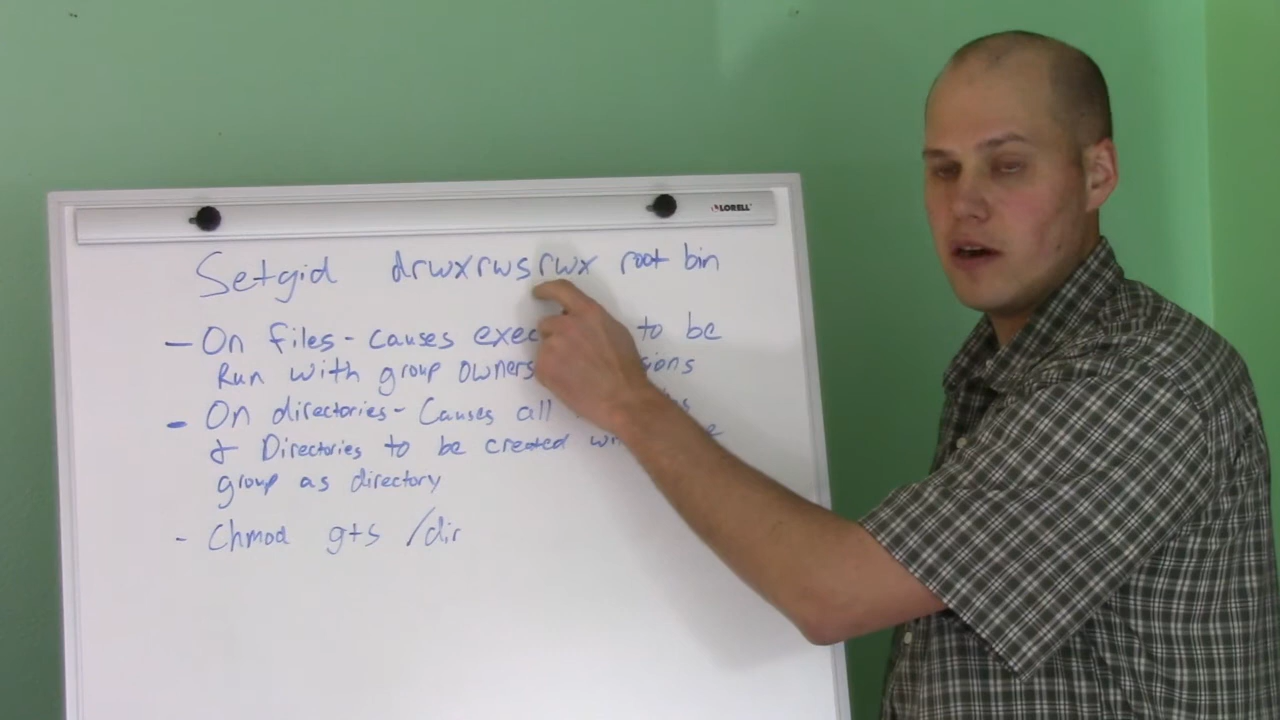 LORELL
Setgid drwxrwsrwx root bin
- On files - causes exec to be
Run with group owners sions
- On directories - Causes all
& Directories to be created
group as directory
- Chmod g+s /dir